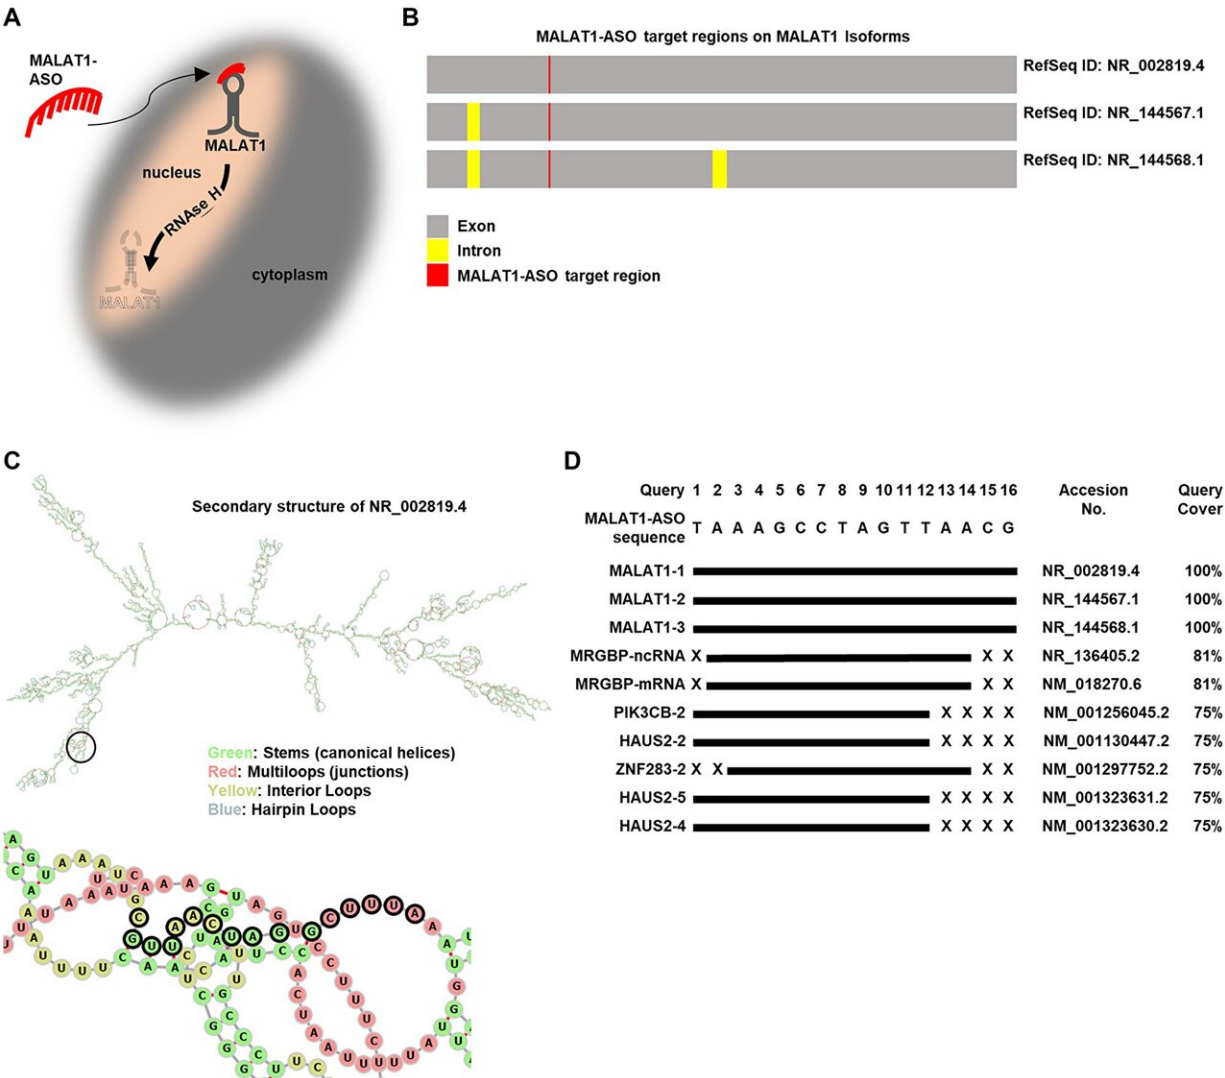 A
MALAT1-
ASO
MALAT1
nucleus
RNAse H
cytoplasm
MALAT1
B
MALAT1-ASO target regions on MALAT1 Isoforms
RefSeq ID: NR_002819.4
RefSeq ID: NR_144567.1
RefSeq ID: NR_144568.1
Exon
Intron
MALAT1-ASO target region
C
Secondary structure of NR_002819.4
Green: Stems (canonical helices)
Red: Multiloops (junctions)
Yellow: Interior Loops
Blue: Hairpin Loops
D
Query 1 2 3 4 5 6 7 8 9 10 11 12 13 14 15 16 Accesion No. Query Cover
MALAT1-ASO sequence T A A A G C C T A G T T A A C G
MALAT1-1 NR_002819.4 100%
MALAT1-2 NR_144567.1 100%
MALAT1-3 NR_144568.1 100%
MRGBP-ncRNA X X X NR_136405.2 81%
MRGBP-mRNA X X X NM_018270.6 81%
PIK3CB-2 X X X X NM_001256045.2 75%
HAUS2-2 X X X X NM_001130447.2 75%
ZNF283-2 X X X X NM_001297752.2 75%
HAUS2-5 X X X X NM_001323631.2 75%
HAUS2-4 X X X X NM_001323630.2 75%